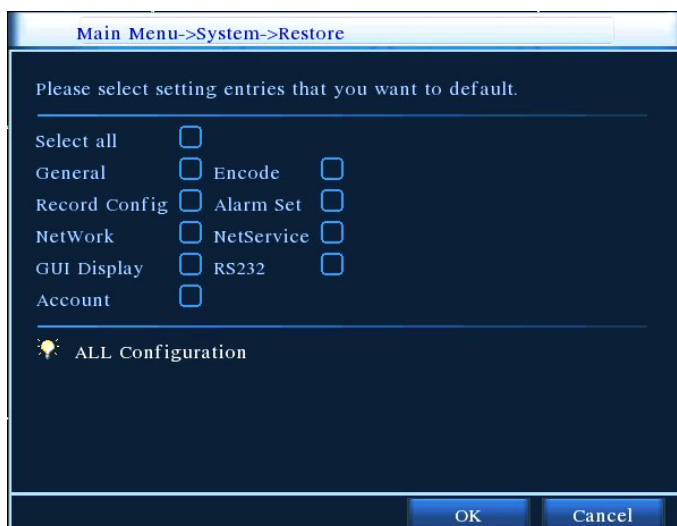 Main Menu->System->Restore
Please select setting entries that you want to default.
Select all
General Encode
Record Config Alarm Set
NetWork NetService
GUI Display RS232
Account
ALL Configuration
OK Cancel